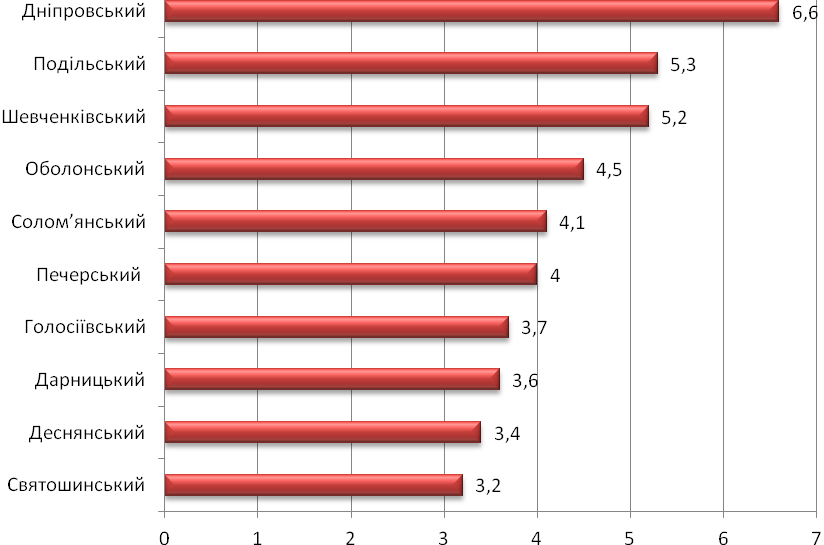 Дніпровський 6,6
Подільський 5,3
Шевченківський 5,2
Оболонський 4,5
Солом’янський 4,1
Печерський 4
Голосіївський 3,7
Дарницький 3,6
Деснянський 3,4
Святошинський 3,2
0 1 2 3 4 5 6 7